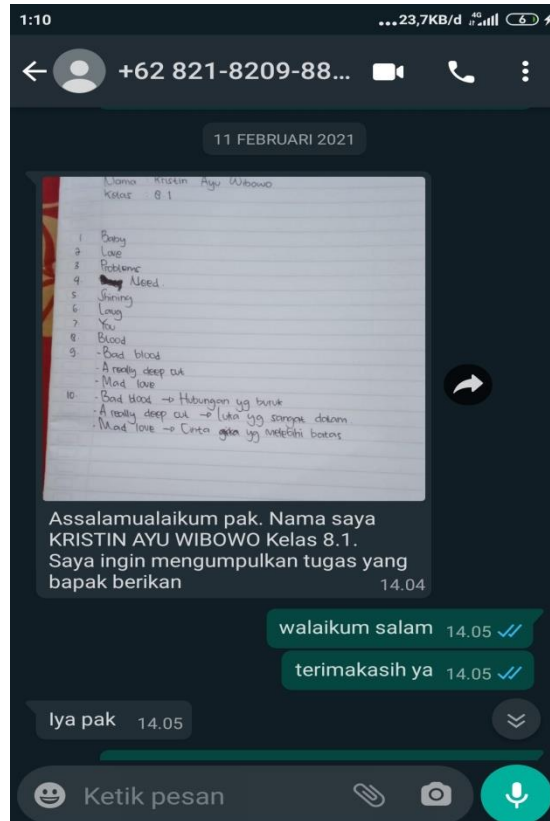 1:10
...23,7KB/d 4G 6
+62 821-8209-88...
11 FEBRUARI 2021
Nama Kristin Ayu Wibowo
Kelas 8 1
1 Baby
2 Love
3 Problems
4 Need.
5 Shining
6 Loug
7 You
8 Blood
9. - Bad blood
- A really deep cut
- Mad love
10. - Bad blood → Hubungan yg buruk
- A really deep cut → Luka yg sangat dalam
- Mad love → Cinta yg melebihi batas
Assalamualaikum pak. Nama saya
KRISTIN AYU WIBOWO Kelas 8.1.
Saya ingin mengumpulkan tugas yang
bapak berikan
14.04
walaikum salam 14.05
terimakasih ya 14.05
Iya pak 14.05
Ketik pesan